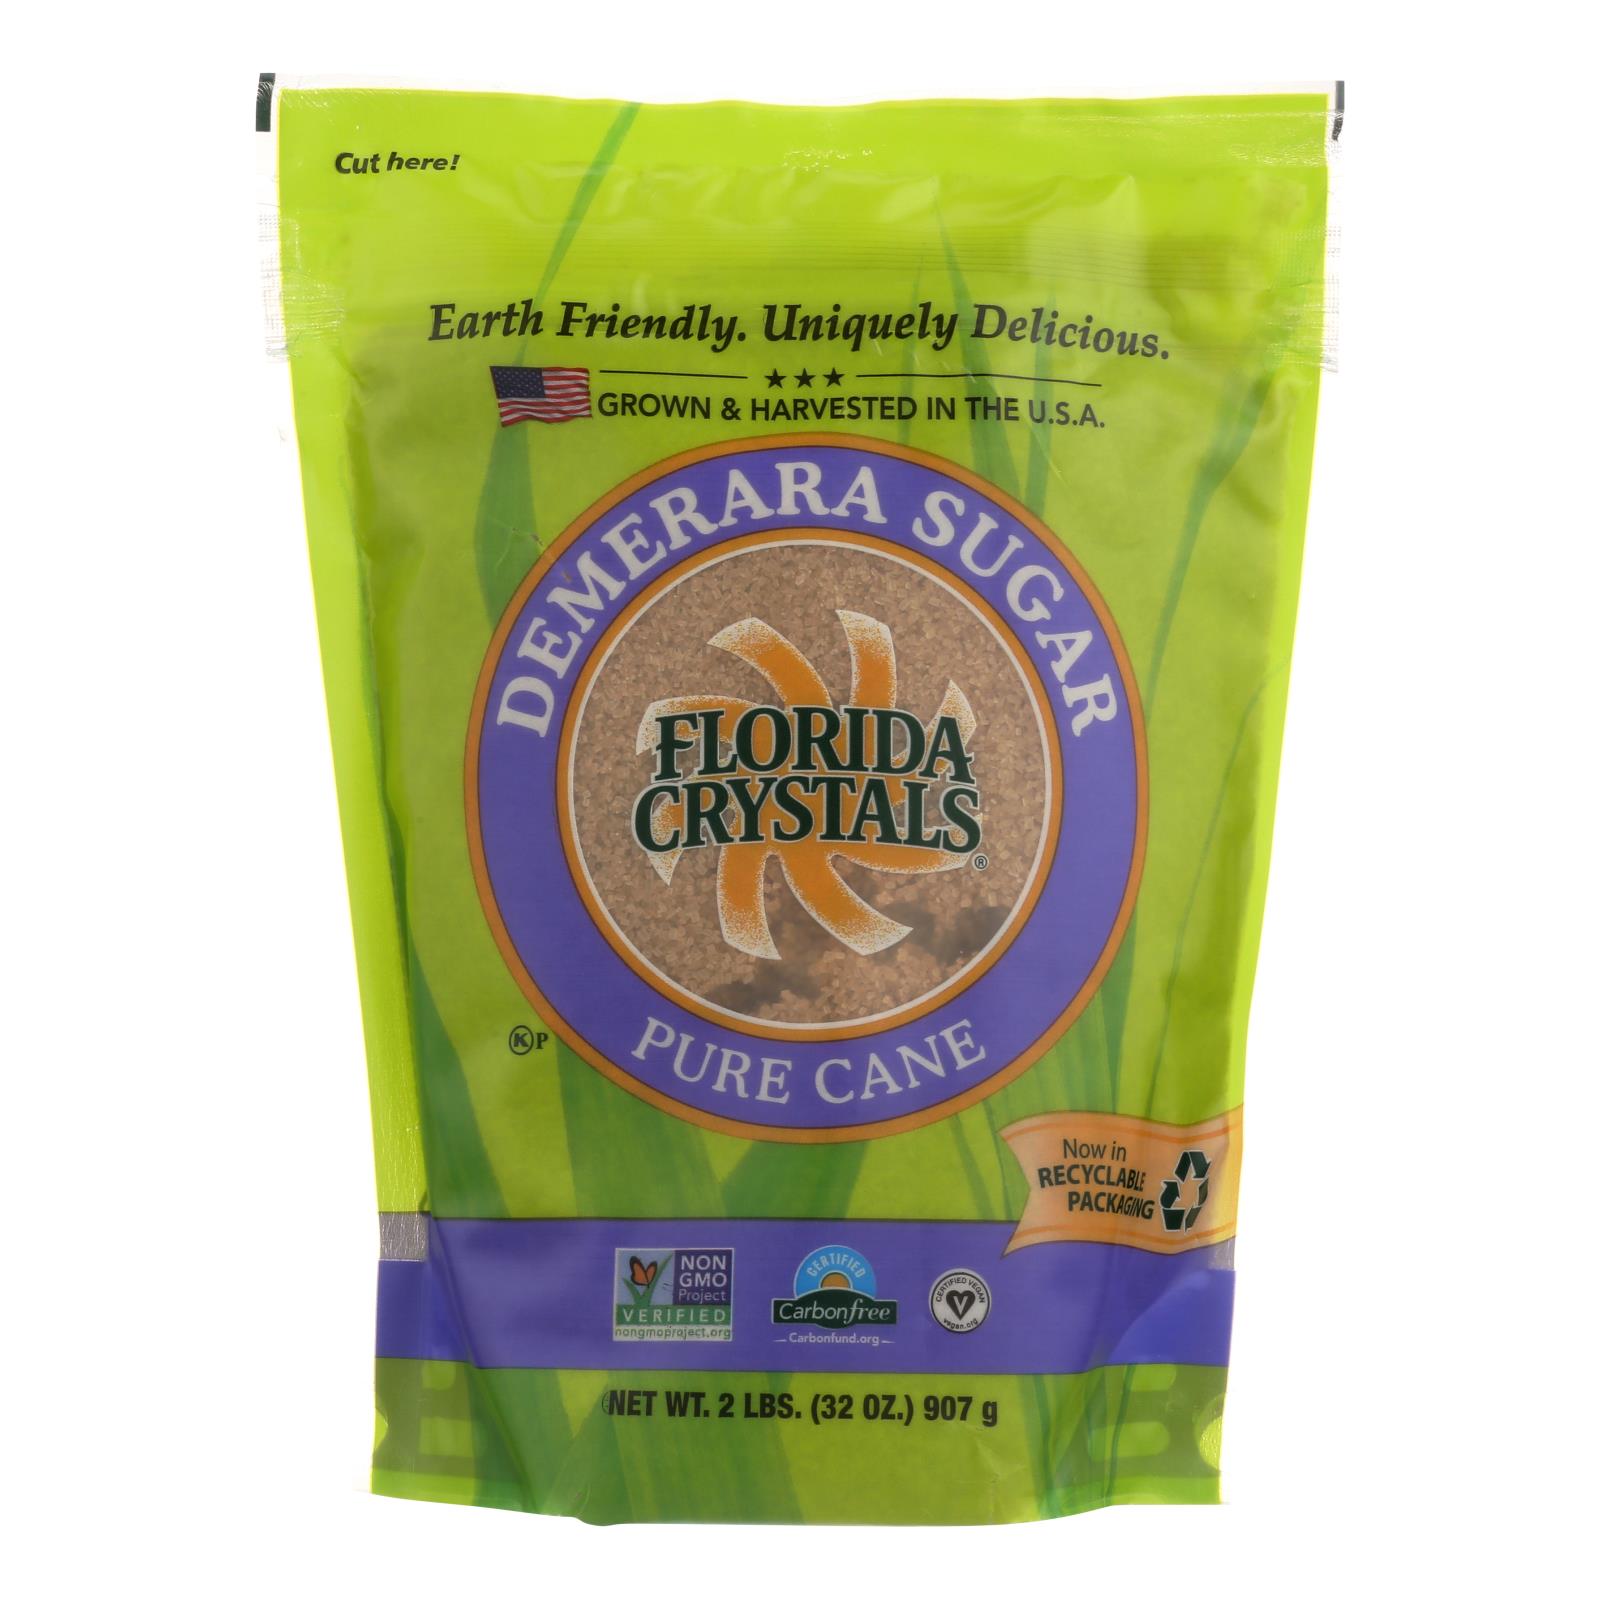 Cut here!
Earth Friendly. Uniquely Delicious.
GROWN & HARVESTED IN THE U.S.A.
DEMERARA SUGAR
FLORIDA
CRYSTALS®
PURE CANE
Ⓚ P
Now in
RECYCLABLE
PACKAGING
NON
GMO
Project
VERIFIED
nongmoproject.org
CERTIFIED
Carbonfree
Carbonfund.org
CERTIFIED VEGAN
V
vegan.org
NET WT. 2 LBS. (32 OZ.) 907 g